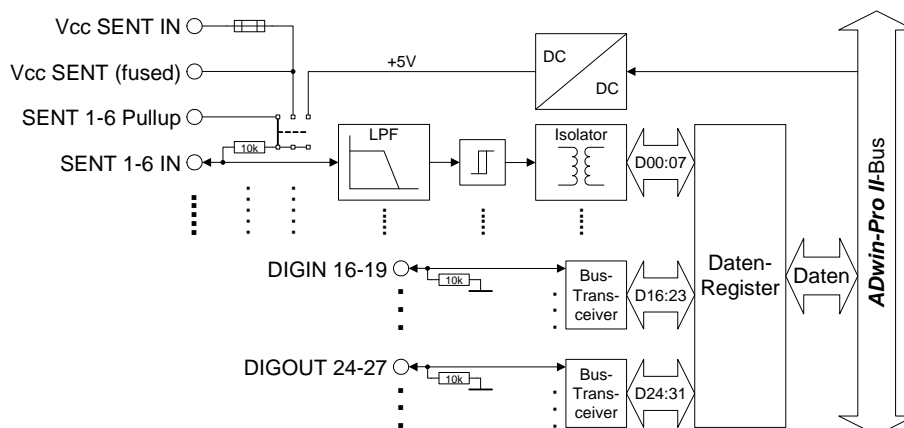 Vcc SENT IN
Vcc SENT (fused)
+5V
DC
DC
SENT 1-6 Pullup
10k
SENT 1-6 IN
LPF
Isolator
D00:07
DIGIN 16-19
10k
Bus-
Trans-
ceiver
D16:23
Daten-
Register
Daten
ADwin-Pro II-Bus
DIGOUT 24-27
10k
Bus-
Trans-
ceiver
D24:31